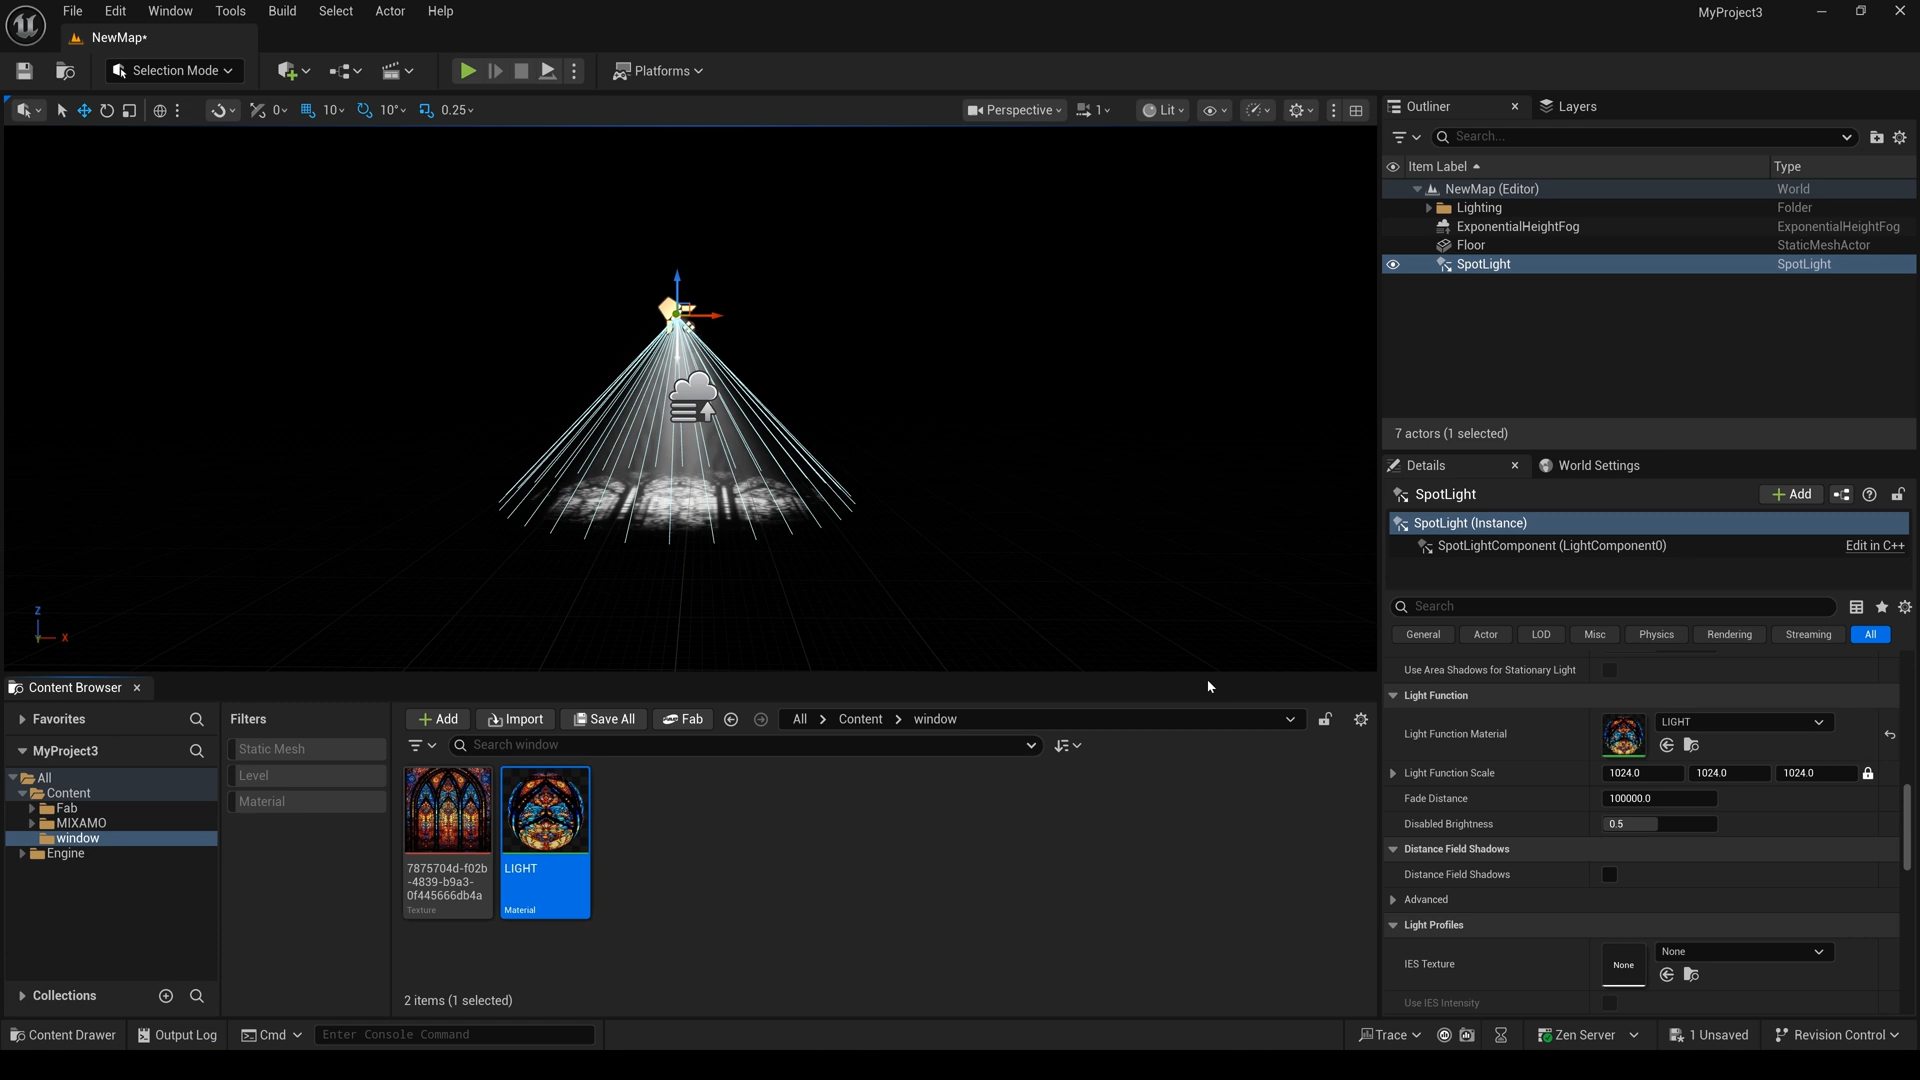 File Edit Window Tools Build Select Actor Help
MyProject3
NewMap*
Selection Mode
Platforms
0 10 10° 0.25
Perspective 1 Lit
Outliner
Layers
Search...
Item Label Type
NewMap (Editor) World
Lighting Folder
ExponentialHeightFog ExponentialHeightFog
Floor StaticMeshActor
SpotLight SpotLight
7 actors (1 selected)
Z
X
Details
World Settings
SpotLight
Add
SpotLight (Instance)
SpotLightComponent (LightComponent0) Edit in C++
Search
General Actor LOD Misc Physics Rendering Streaming All
Use Area Shadows for Stationary Light
Light Function
Light Function Material LIGHT
Light Function Scale 1024.0 1024.0 1024.0
Fade Distance 100000.0
Disabled Brightness 0.5
Distance Field Shadows
Distance Field Shadows
Advanced
Light Profiles
IES Texture None None
Use IES Intensity
Content Browser
Favorites
MyProject3
All
Content
Fab
MIXAMO
window
Engine
Collections
Filters
Static Mesh
Level
Material
Add Import Save All Fab All Content window
Search window
7875704d-f02b
-4839-b9a3-
0f445666db4a
Texture
LIGHT
Material
2 items (1 selected)
Content Drawer Output Log Cmd Enter Console Command
Trace Zen Server 1 Unsaved Revision Control